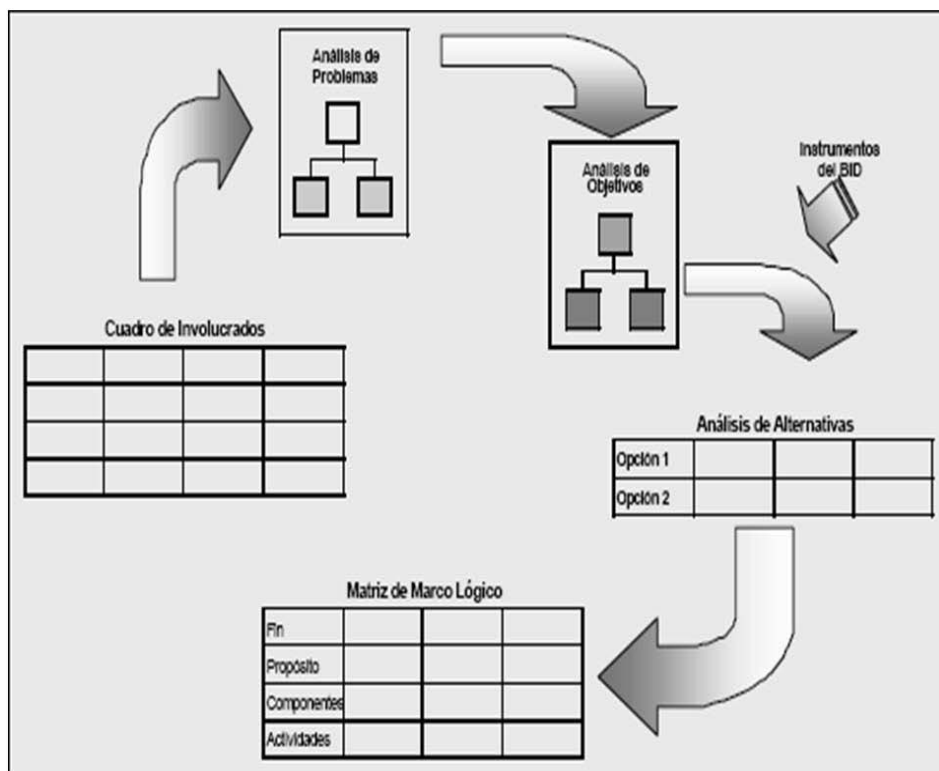 Análisis de
Problemas
Análisis de
Objetivos
Instrumentos
del BID
Cuadro de Involucrados
Análisis de Alternativas
Opción 1
Opción 2
Matriz de Marco Lógico
Fin
Propósito
Componentes
Actividades